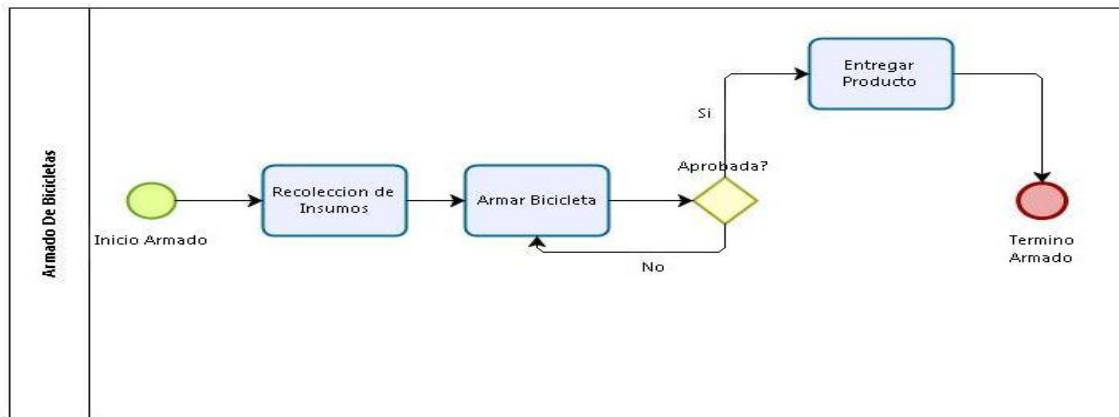 Armado De Bicicletas
Inicio Armado
Recoleccion de
Insumos
Armar Bicicleta
Aprobada?
Si
No
Entregar
Producto
Termino
Armado